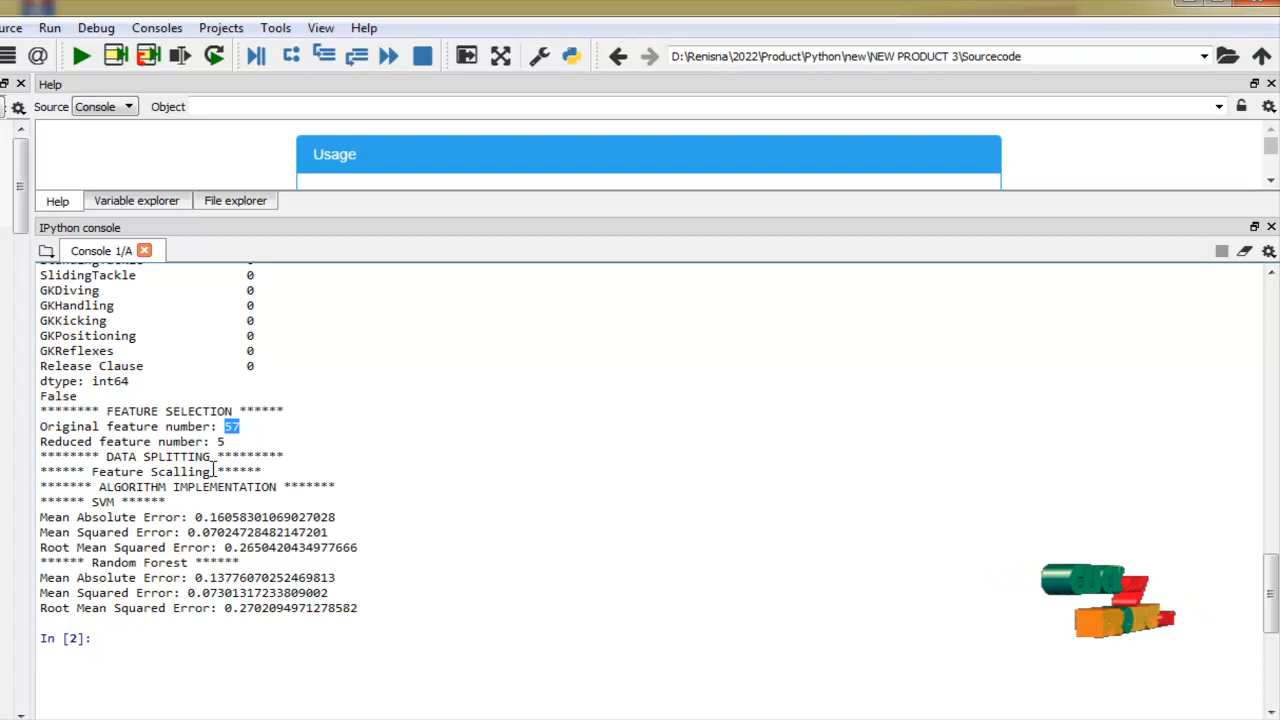 urce Run Debug Consoles Projects Tools View Help
D:\Renisna\2022\Product\Python\new\NEW PRODUCT 3\Sourcecode
Help
Source Console Object
Usage
Help Variable explorer File explorer
IPython console
Console 1/A
SlidingTackle 0
GKDiving 0
GKHandling 0
GKKicking 0
GKPositioning 0
GKReflexes 0
Release Clause 0
dtype: int64
False
******** FEATURE SELECTION ******
Original feature number: 57
Reduced feature number: 5
******** DATA SPLITTING *********
****** Feature Scalling ******
******* ALGORITHM IMPLEMENTATION *******
****** SVM ******
Mean Absolute Error: 0.16058301069027028
Mean Squared Error: 0.07024728482147201
Root Mean Squared Error: 0.2650420434977666
****** Random Forest ******
Mean Absolute Error: 0.13776070252469813
Mean Squared Error: 0.07301317233809002
Root Mean Squared Error: 0.2702094971278582
In [2]: